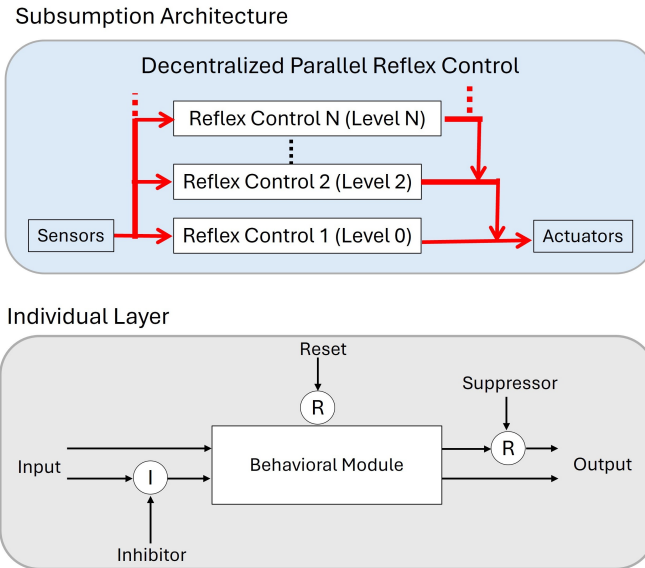 Subsumption Architecture
Decentralized Parallel Reflex Control
Reflex Control N (Level N)
Reflex Control 2 (Level 2)
Sensors
Reflex Control 1 (Level 0)
Actuators
Individual Layer
Reset
R
Suppressor
R
Behavioral Module
Input
I
Output
Inhibitor